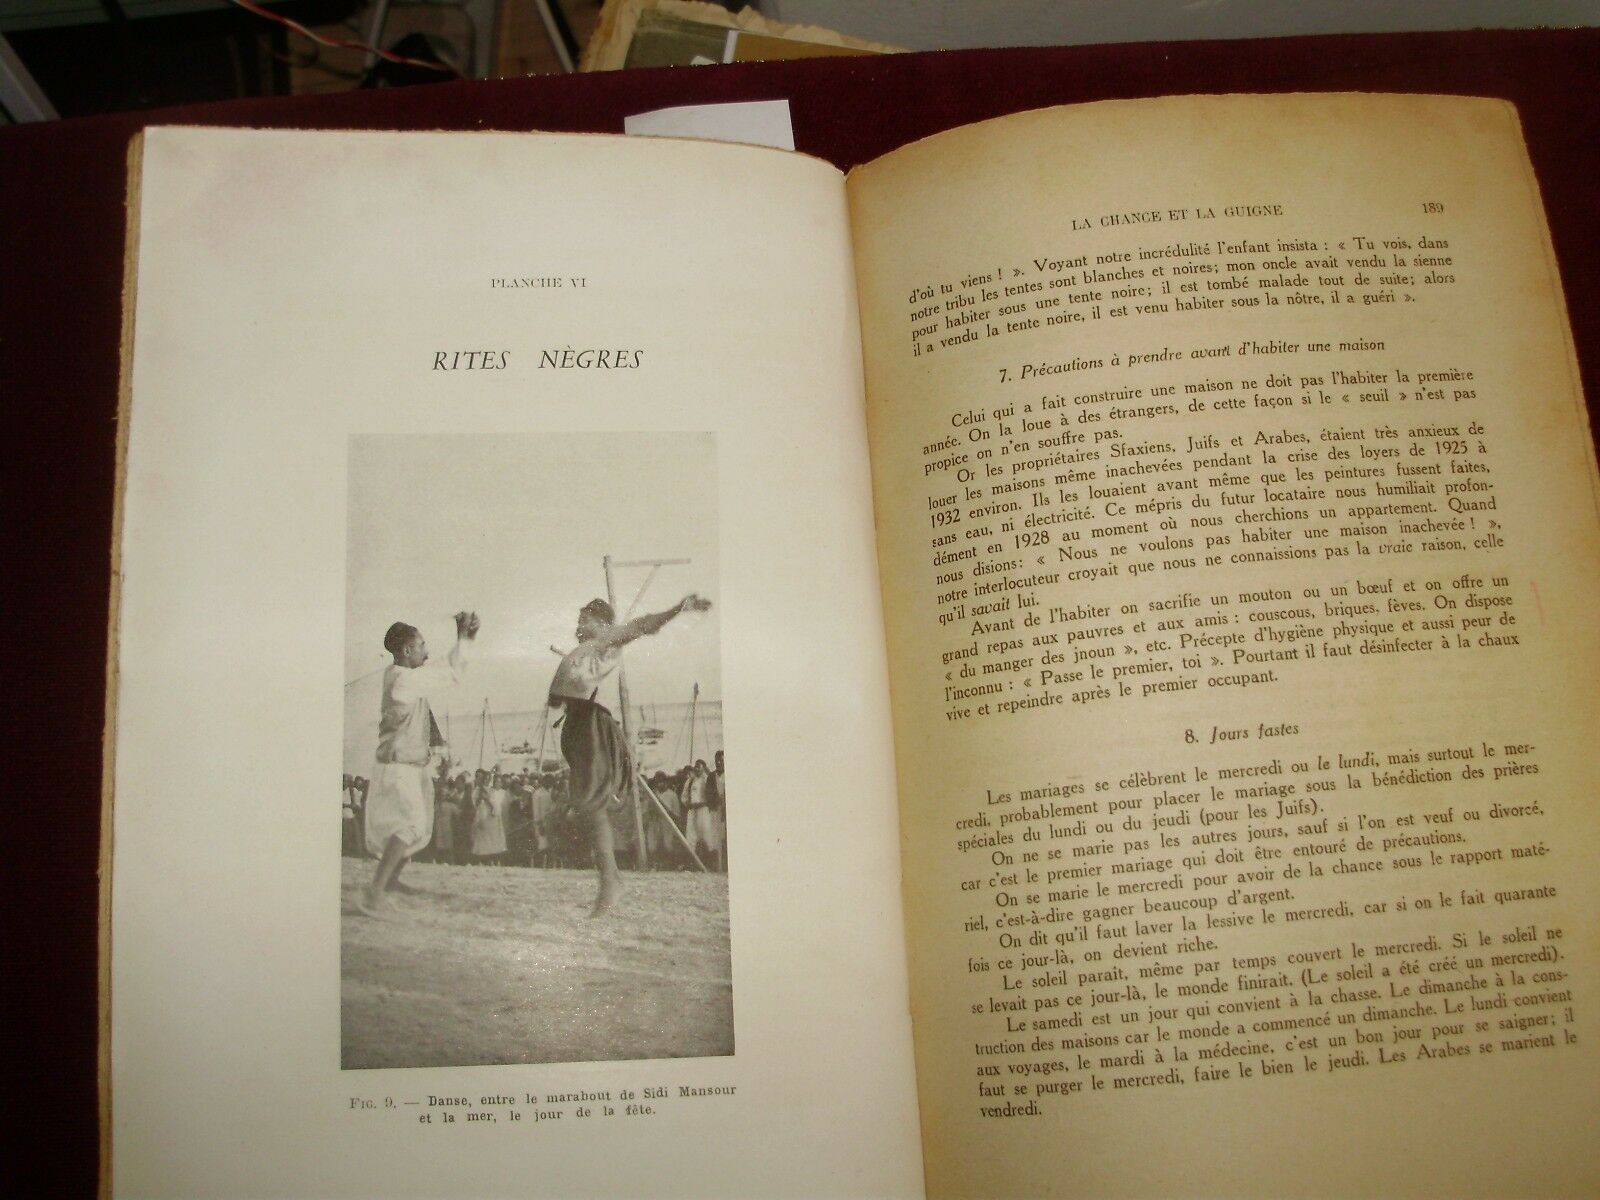 PLANCHE VI
RITES NÈGRES
FIG. 9. — Danse, entre le marabout de Sidi Mansour
et la mer, le jour de la fête.
LA CHANCE ET LA GUIGNE 189
d'où tu viens ! ». Voyant notre incrédulité l'enfant insista : « Tu vois, dans
notre tribu les tentes sont blanches et noires; mon oncle avait vendu la sienne
pour habiter sous une tente noire; il est tombé malade tout de suite; alors
il a vendu la tente noire, il est venu habiter sous la nôtre, il a guéri ».
7. Précautions à prendre avant d'habiter une maison
Celui qui a fait construire une maison ne doit pas l'habiter la première
année. On la loue à des étrangers, de cette façon si le « seuil » n'est pas
propice on n'en souffre pas.
Or les propriétaires Sfaxiens, Juifs et Arabes, étaient très anxieux de
louer les maisons même inachevées pendant la crise des loyers de 1925 à
1932 environ. Ils les louaient avant même que les peintures fussent faites,
sans eau, ni électricité. Ce mépris du futur locataire nous humiliait profon-
dément en 1928 au moment où nous cherchions un appartement. Quand
nous disions: « Nous ne voulons pas habiter une maison inachevée ! »,
notre interlocuteur croyait que nous ne connaissions pas la vraie raison, celle
qu'il savait lui.
Avant de l'habiter on sacrifie un mouton ou un bœuf et on offre un
grand repas aux pauvres et aux amis : couscous, briques, fèves. On dispose
« du manger des jnoun », etc. Précepte d'hygiène physique et aussi peur de
l'inconnu : « Passe le premier, toi ». Pourtant il faut désinfecter à la chaux
vive et repeindre après le premier occupant.
8. Jours fastes
Les mariages se célèbrent le mercredi ou le lundi, mais surtout le mer-
credi, probablement pour placer le mariage sous la bénédiction des prières
spéciales du lundi ou du jeudi (pour les Juifs).
On ne se marie pas les autres jours, sauf si l'on est veuf ou divorcé,
car c'est le premier mariage qui doit être entouré de précautions.
On se marie le mercredi pour avoir de la chance sous le rapport maté-
riel, c'est-à-dire gagner beaucoup d'argent.
On dit qu'il faut laver la lessive le mercredi, car si on le fait quarante
fois ce jour-là, on devient riche.
Le soleil paraît, même par temps couvert le mercredi. Si le soleil ne
se levait pas ce jour-là, le monde finirait. (Le soleil a été créé un mercredi).
Le samedi est un jour qui convient à la chasse. Le dimanche à la cons-
truction des maisons car le monde a commencé un dimanche. Le lundi convient
aux voyages, le mardi à la médecine, c'est un bon jour pour se saigner; il
faut se purger le mercredi, faire le bien le jeudi. Les Arabes se marient le
vendredi.